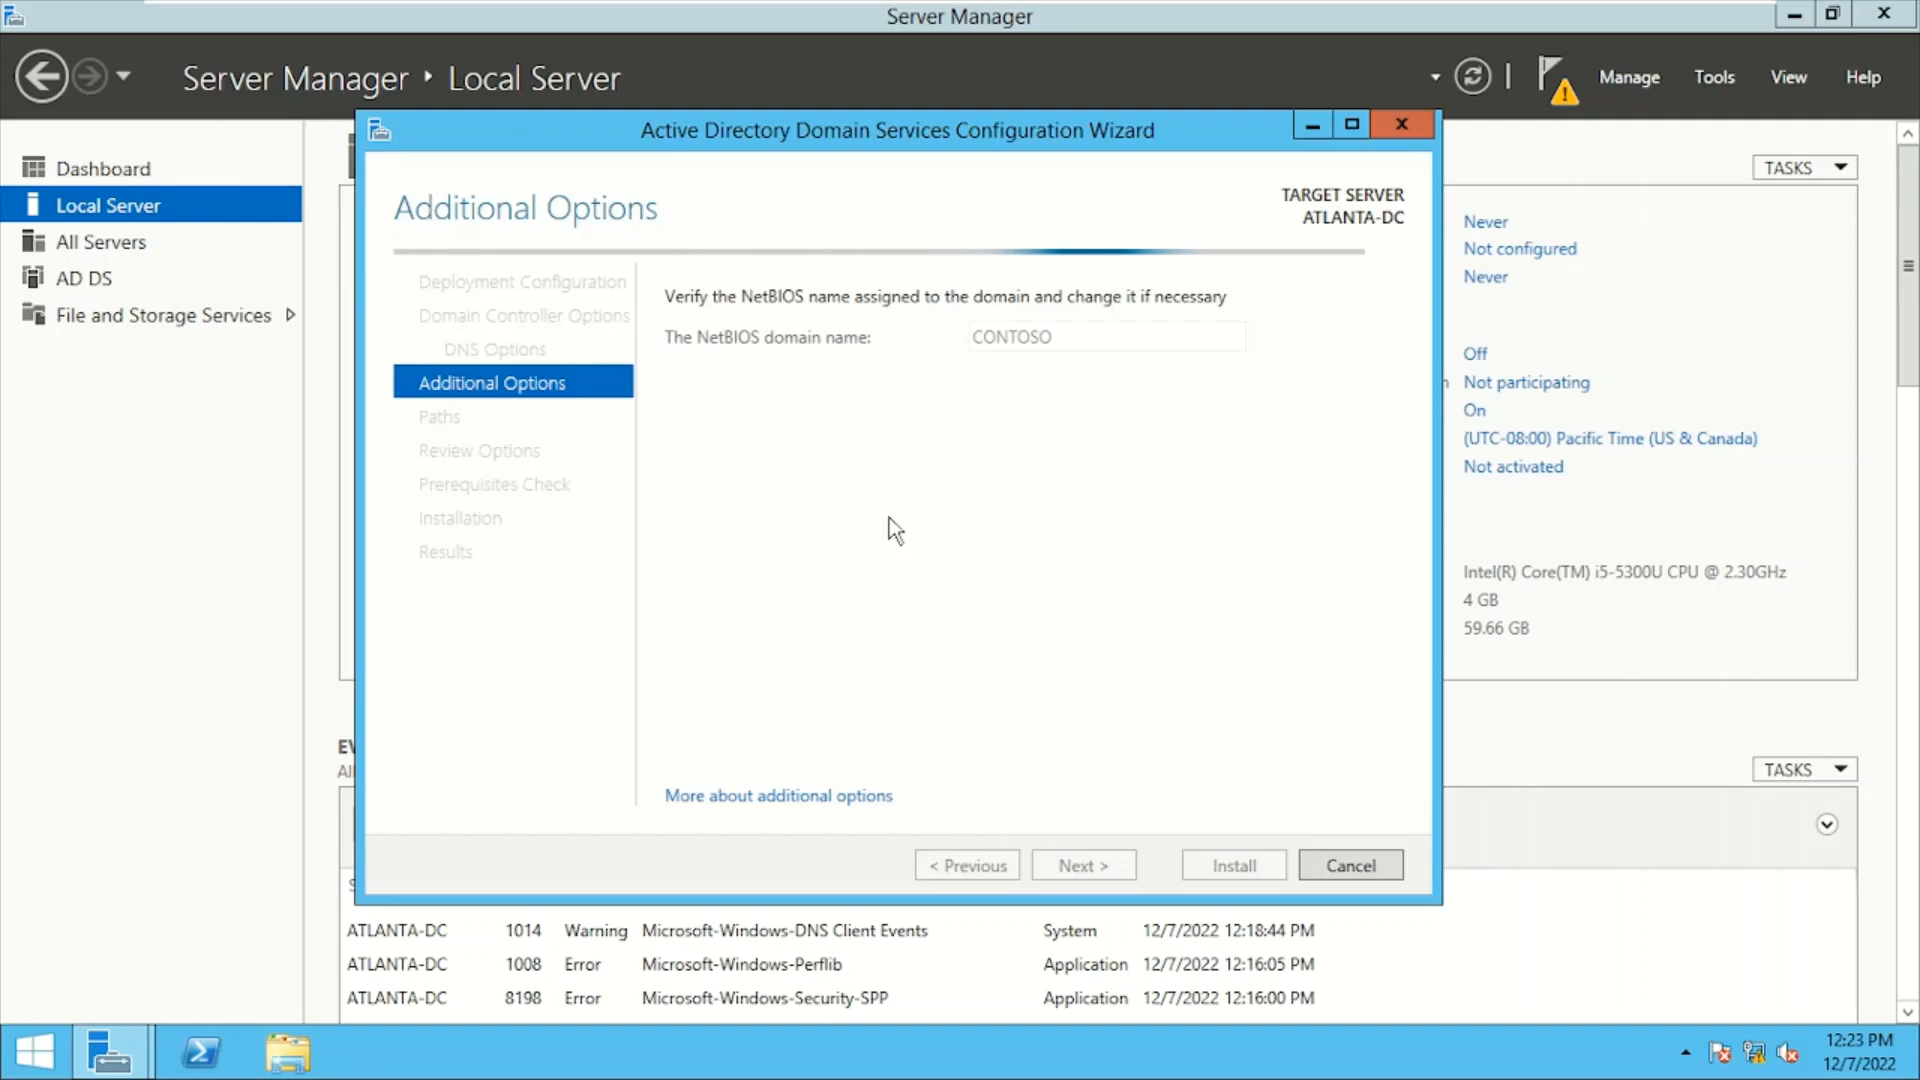 Server Manager
Server Manager ‣ Local Server
Manage
Tools
View
Help
Dashboard
Local Server
All Servers
AD DS
File and Storage Services
Active Directory Domain Services Configuration Wizard
Additional Options
TARGET SERVER
ATLANTA-DC
Deployment Configuration
Domain Controller Options
DNS Options
Additional Options
Paths
Review Options
Prerequisites Check
Installation
Results
Verify the NetBIOS name assigned to the domain and change it if necessary
The NetBIOS domain name: CONTOSO
More about additional options
< Previous
Next >
Install
Cancel
TASKS
Never
Not configured
Never
Off
Not participating
On
(UTC-08:00) Pacific Time (US & Canada)
Not activated
Intel(R) Core(TM) i5-5300U CPU @ 2.30GHz
4 GB
59.66 GB
TASKS
ATLANTA-DC 1014 Warning Microsoft-Windows-DNS Client Events System 12/7/2022 12:18:44 PM
ATLANTA-DC 1008 Error Microsoft-Windows-Perflib Application 12/7/2022 12:16:05 PM
ATLANTA-DC 8198 Error Microsoft-Windows-Security-SPP Application 12/7/2022 12:16:00 PM
12:23 PM
12/7/2022